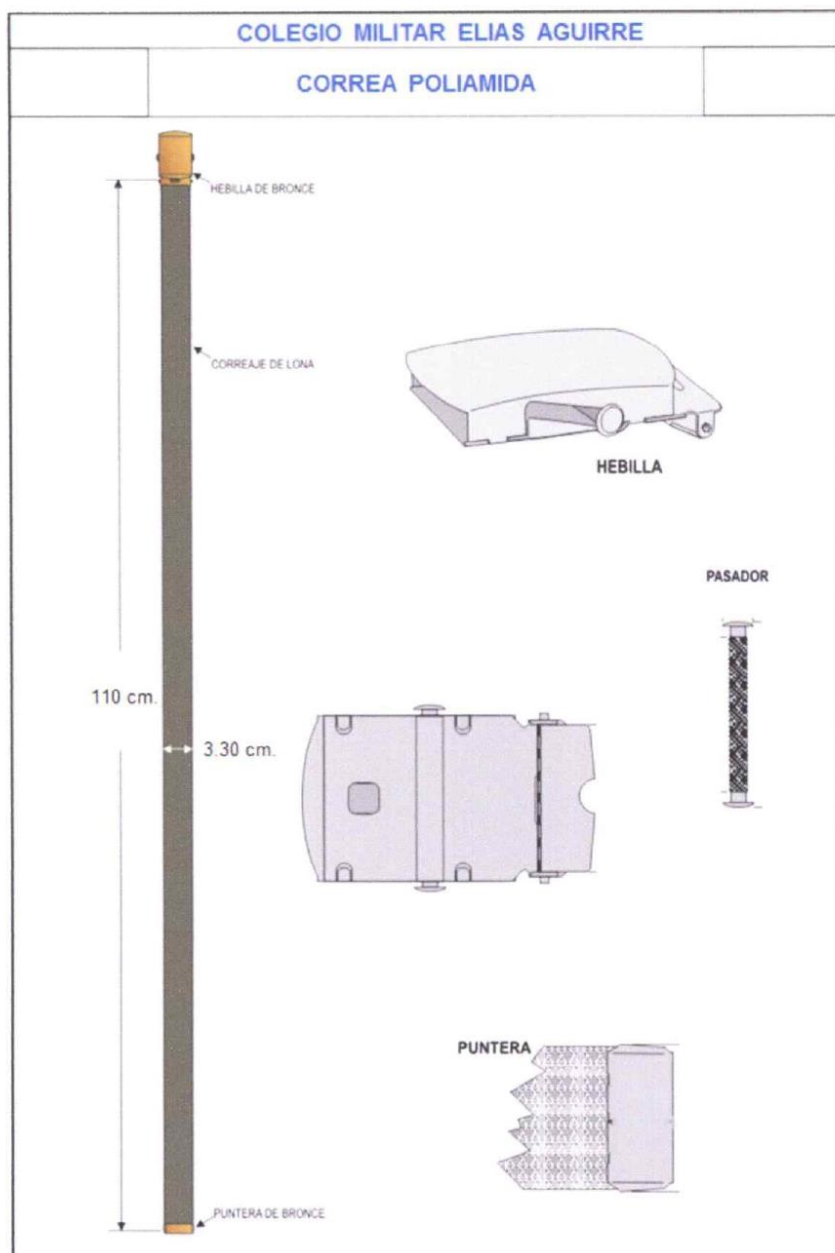 COLEGIO MILITAR ELIAS AGUIRRE
CORREA POLIAMIDA
HEBILLA DE BRONCE
CORREAJE DE LONA
HEBILLA
PASADOR
110 cm.
3.30 cm.
PUNTERA
PUNTERA DE BRONCE